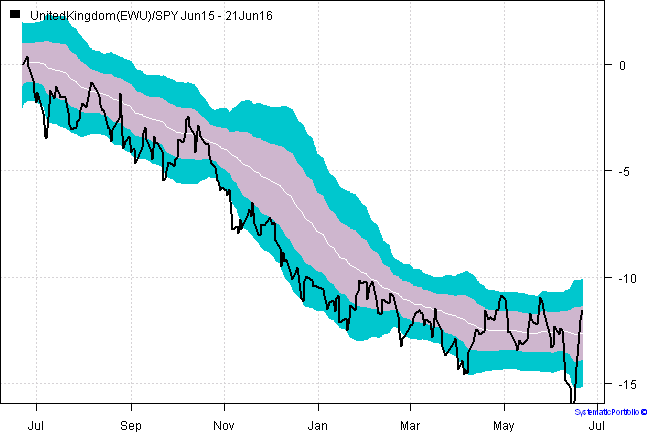 UnitedKingdom(EWU)/SPY Jun15 - 21Jun16
0
-5
-10
-15
SystematicPortfolio ©
Jul Sep Nov Jan Mar May Jul